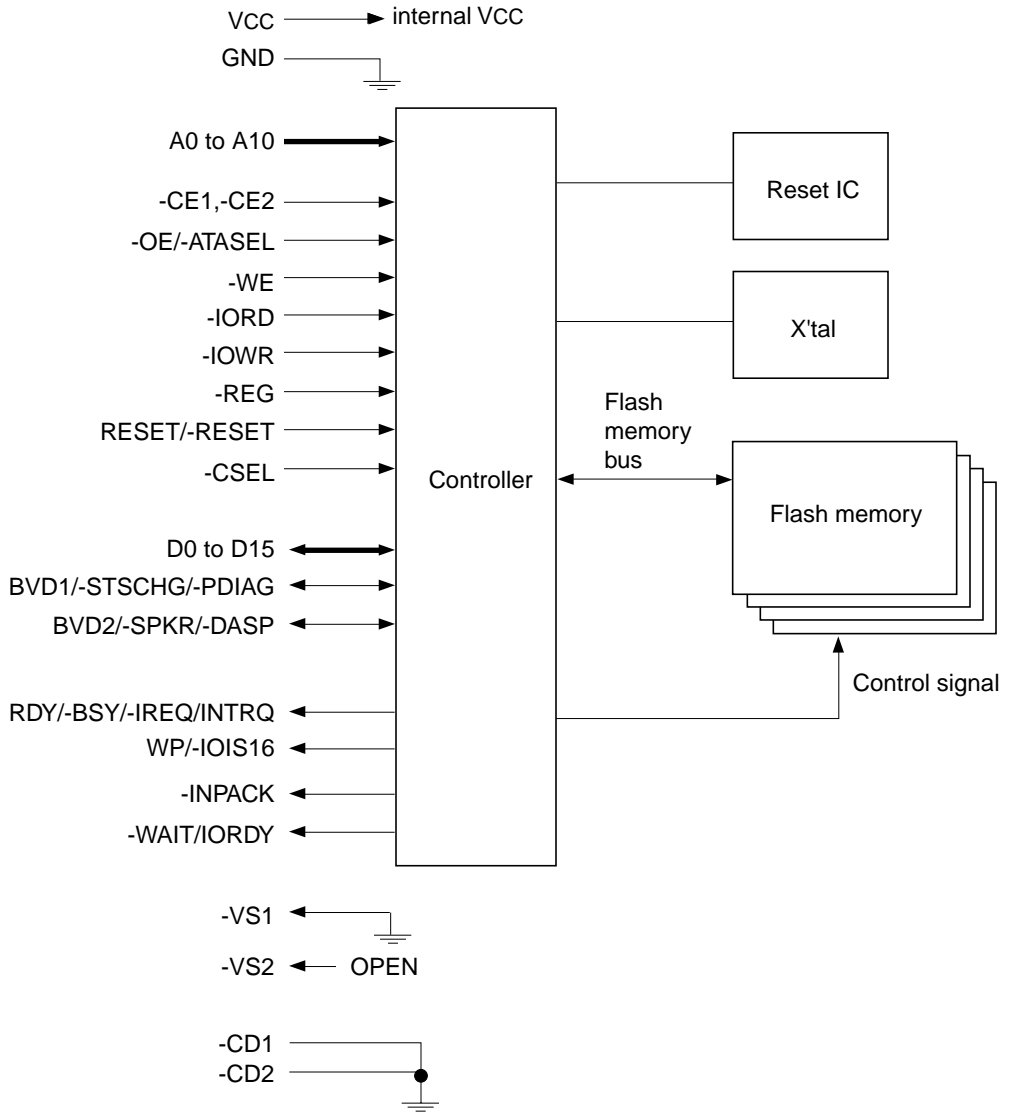 VCC
internal VCC
GND
A0 to A10
-CE1,-CE2
-OE/-ATASEL
-WE
-IORD
-IOWR
-REG
RESET/-RESET
-CSEL
D0 to D15
BVD1/-STSCHG/-PDIAG
BVD2/-SPKR/-DASP
RDY/-BSY/-IREQ/INTRQ
WP/-IOIS16
-INPACK
-WAIT/IORDY
Controller
Reset IC
X'tal
Flash
memory
bus
Flash memory
Control signal
-VS1
-VS2
OPEN
-CD1
-CD2